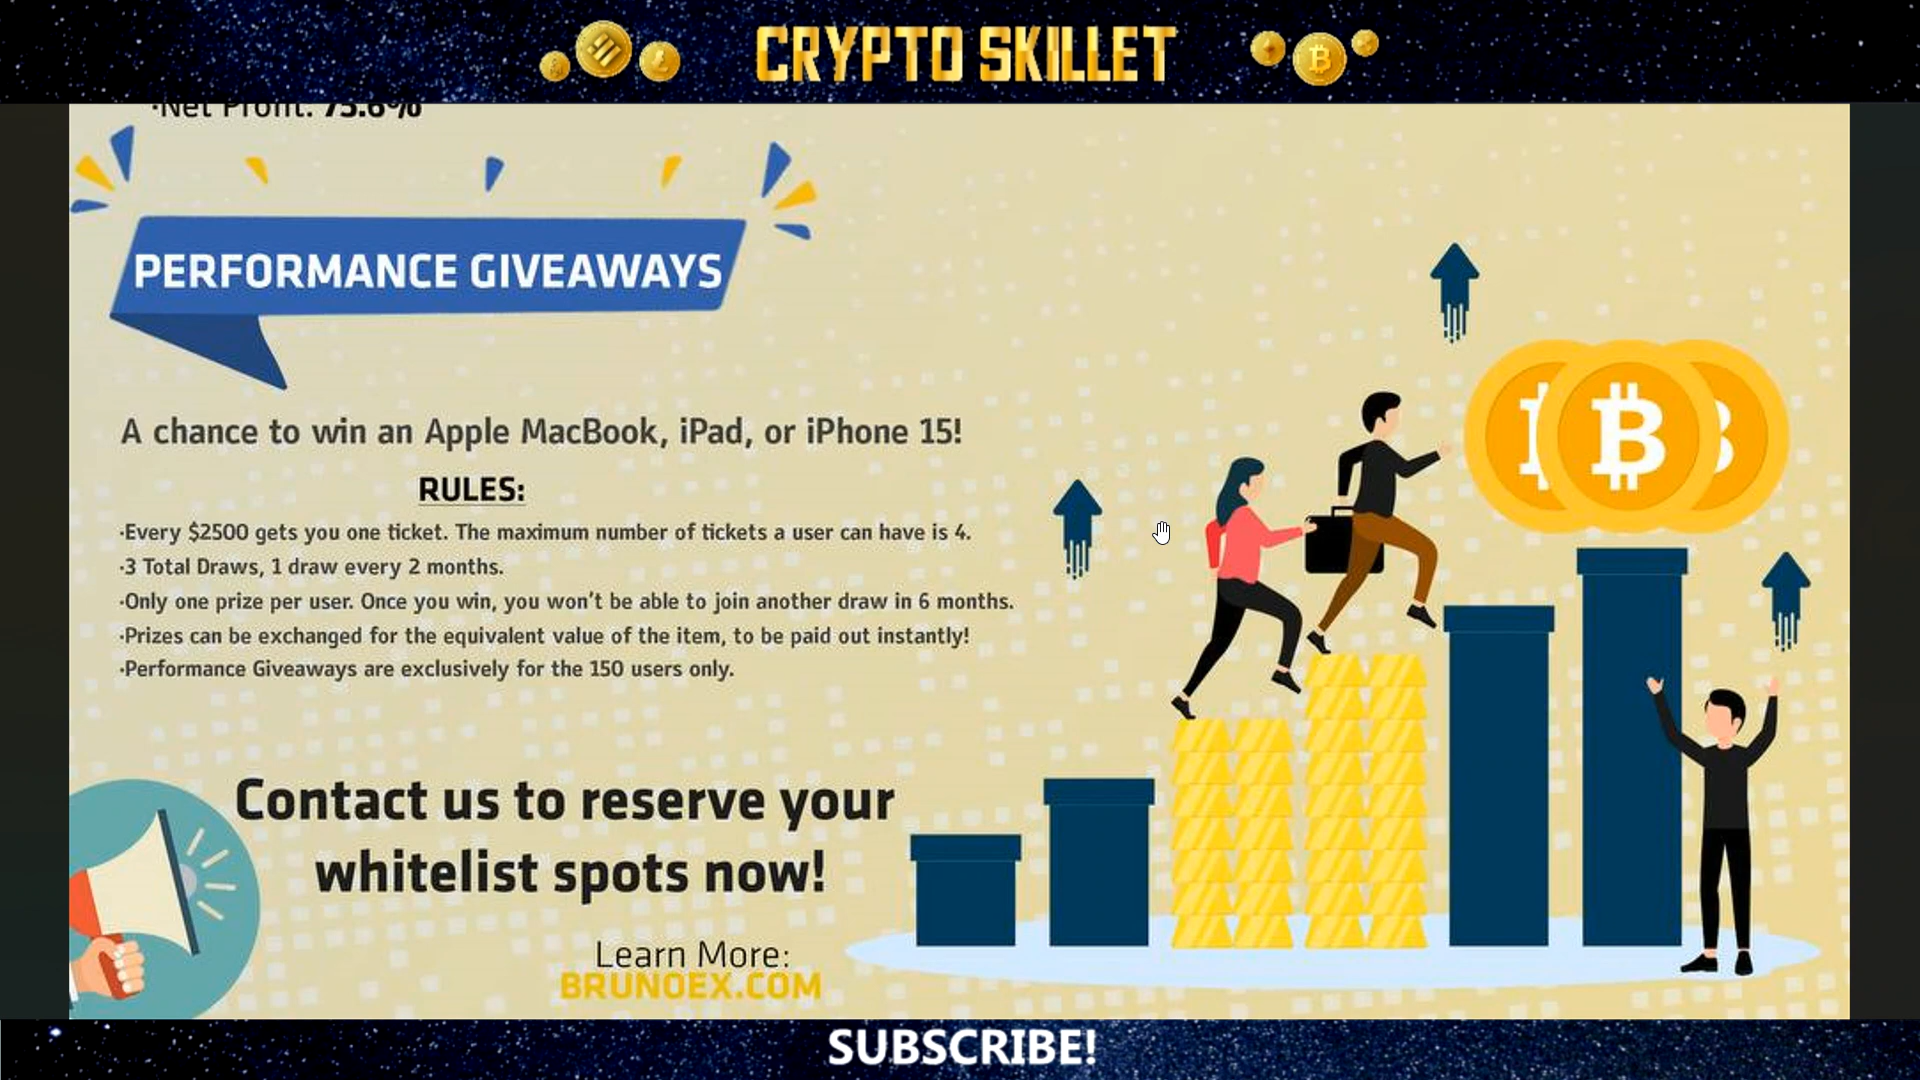 CRYPTO SKILLET
·Net Profit: 73.6%
PERFORMANCE GIVEAWAYS
A chance to win an Apple MacBook, iPad, or iPhone 15!
RULES:
·Every $2500 gets you one ticket. The maximum number of tickets a user can have is 4.
·3 Total Draws, 1 draw every 2 months.
·Only one prize per user. Once you win, you won't be able to join another draw in 6 months.
·Prizes can be exchanged for the equivalent value of the item, to be paid out instantly!
·Performance Giveaways are exclusively for the 150 users only.
Contact us to reserve your
whitelist spots now!
Learn More:
BRUNOEX.COM
SUBSCRIBE!